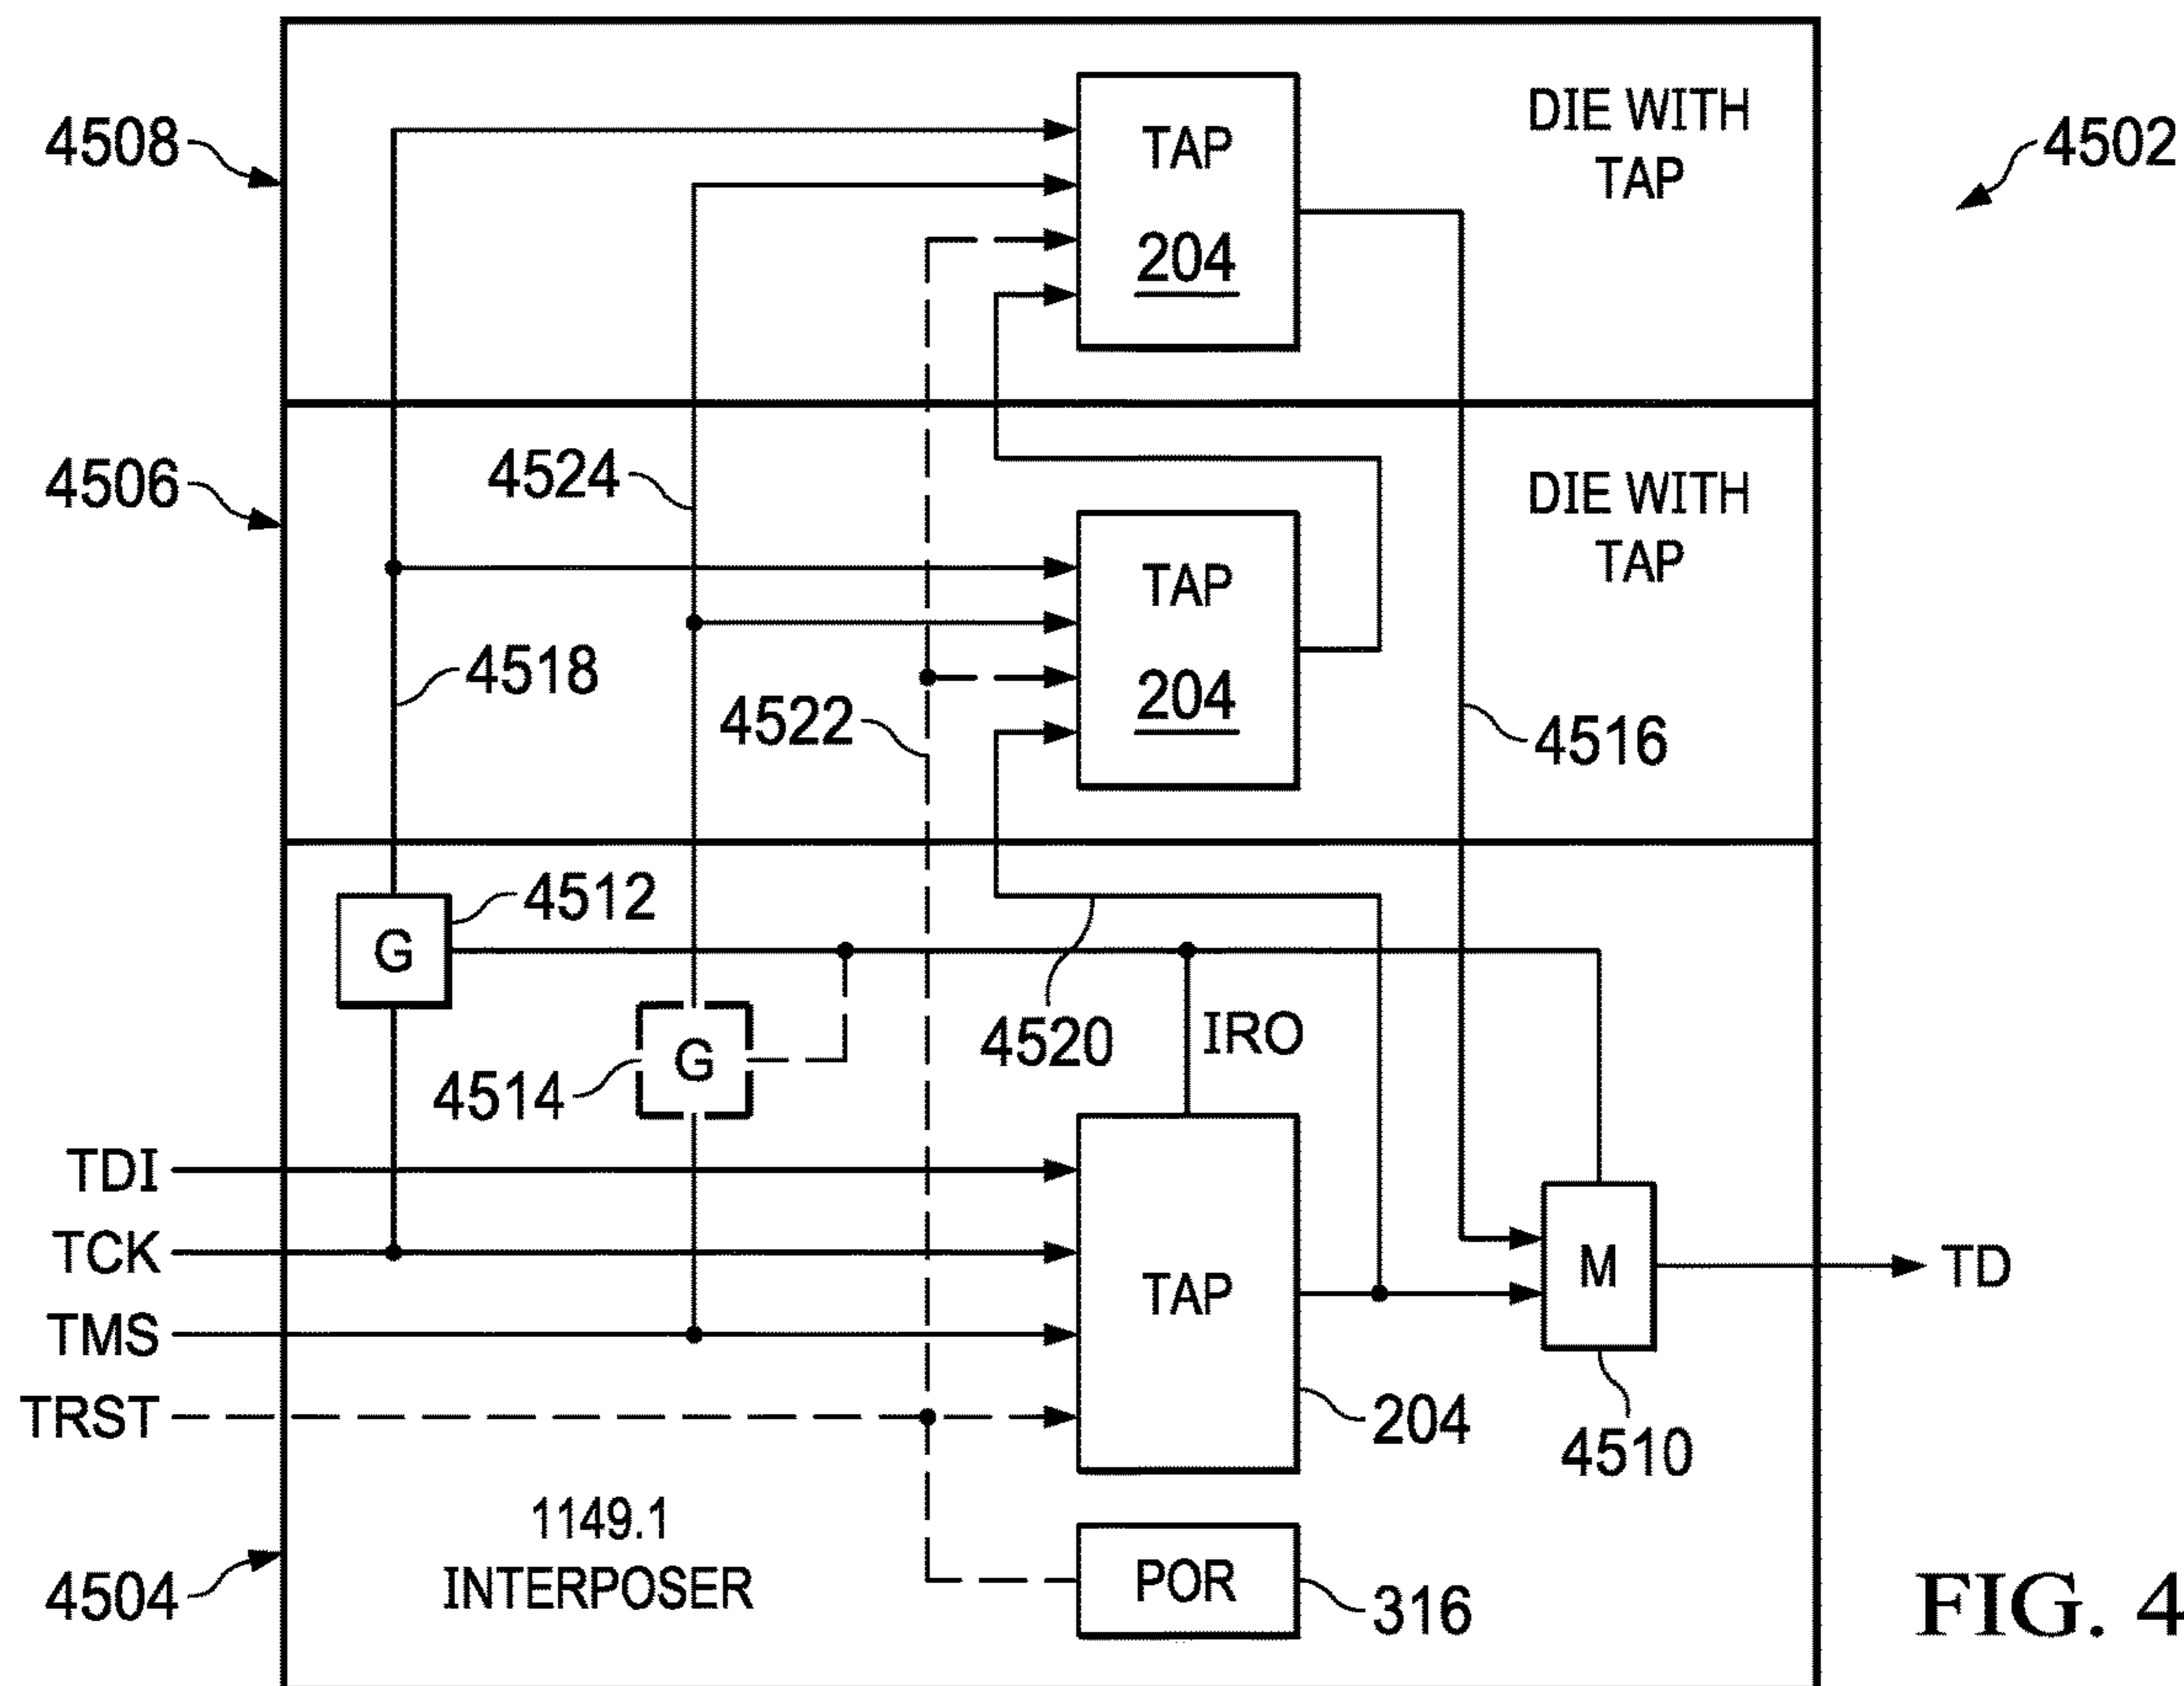 DIE WITH
TAP
4508
TAP
4502
204
DIE WITH
TAP
4506
4524
TAP
4518
204
4522
4516
4512
G
4520
IRO
G
4514
TDI
TCK
TAP
M
TD
TMS
TRST
204
4510
1149.1
INTERPOSER
4504
POR
316
FIG. 4